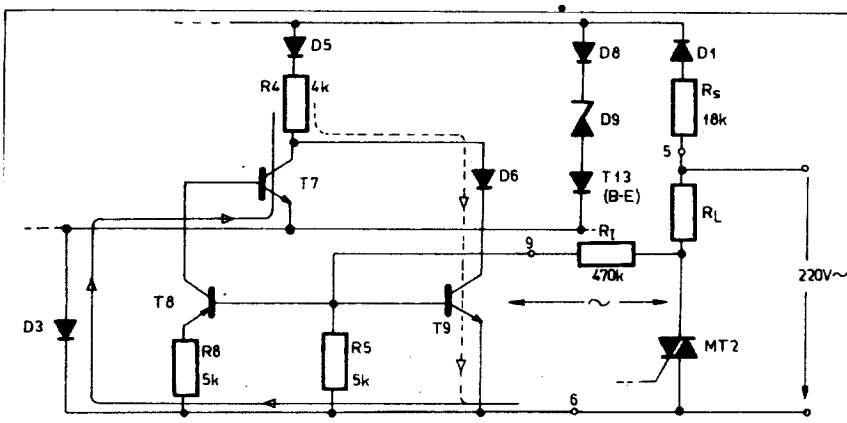 D5
D8
D1
R4
4k
Rs
18k
D9
5
T7
D6
T13
(B-E)
RL
9
RI
470k
220V~
T8
T9
~
D3
MT2
R8
5k
R5
5k
6